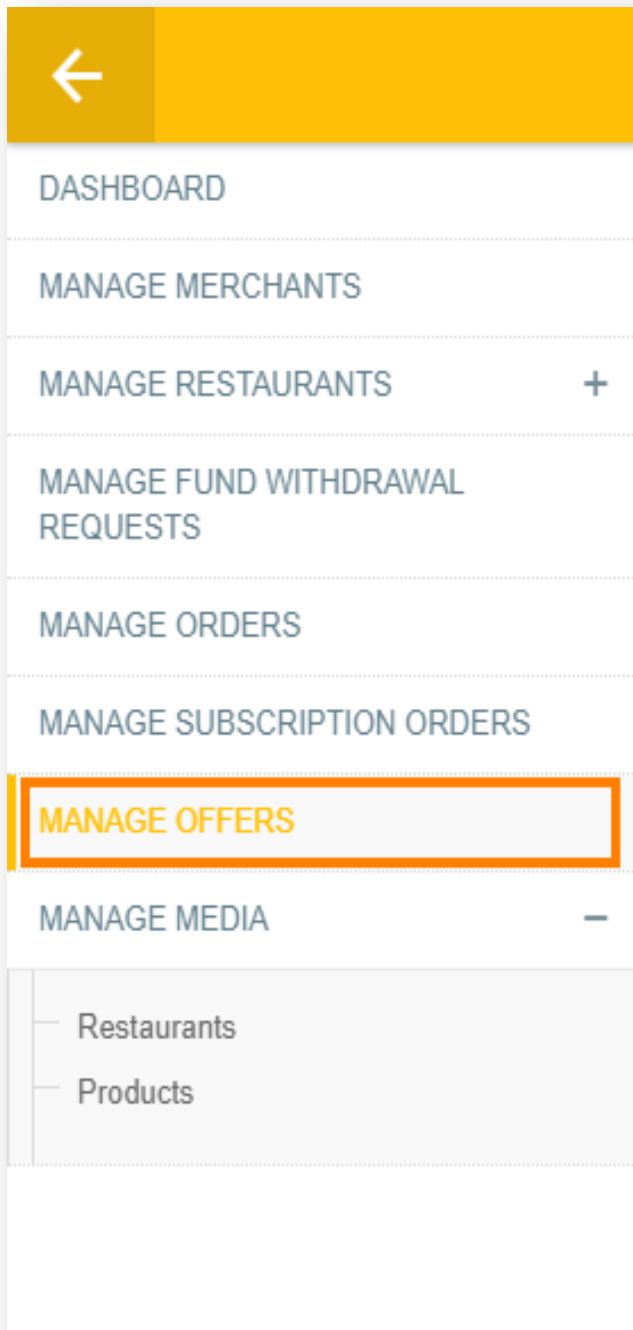 DASHBOARD
MANAGE MERCHANTS
MANAGE RESTAURANTS +
MANAGE FUND WITHDRAWAL
REQUESTS
MANAGE ORDERS
MANAGE SUBSCRIPTION ORDERS
MANAGE OFFERS
MANAGE MEDIA −
Restaurants
Products